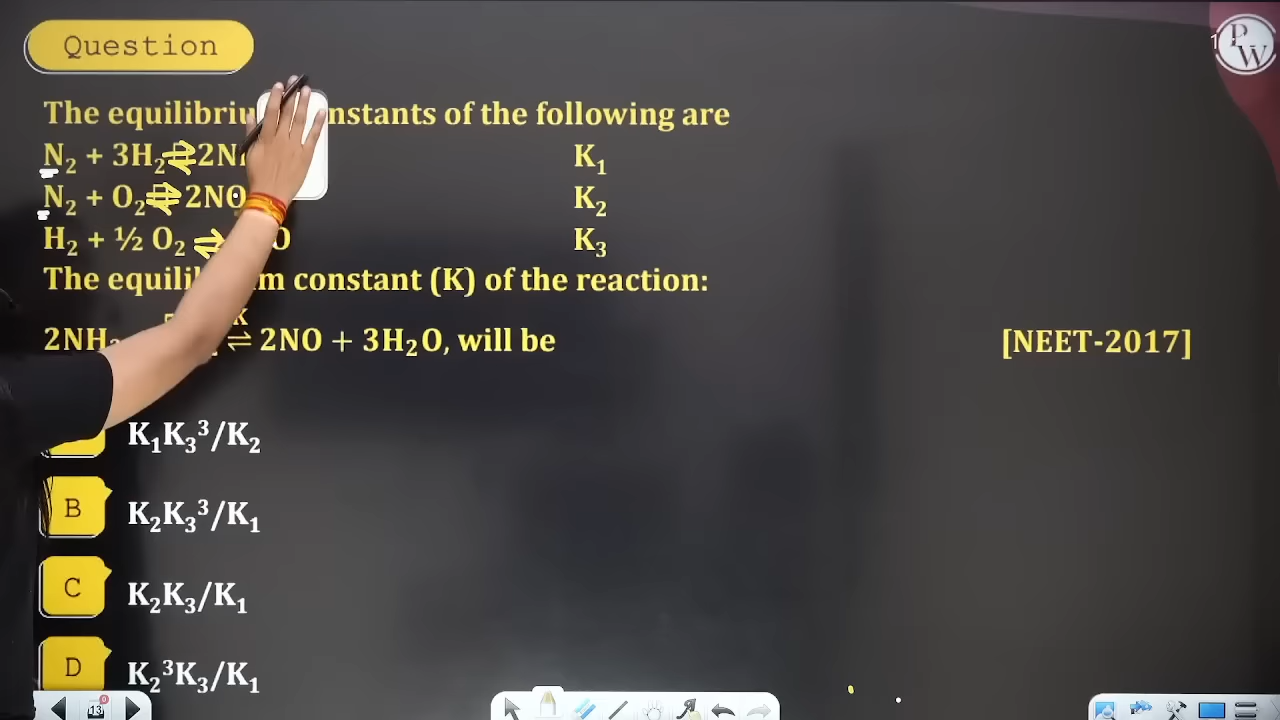 Question
PW
The equilibriu nstants of the following are
N₂ + 3H₂ ⇌ 2N K₁
N₂ + O₂ ⇌ 2NO K₂
H₂ + ½ O₂ ⇌ O K₃
The equili m constant (K) of the reaction:
K
2NH ⇌ 2NO + 3H₂O, will be [NEET-2017]
K₁K₃³/K₂
B K₂K₃³/K₁
C K₂K₃/K₁
D K₂³K₃/K₁
13